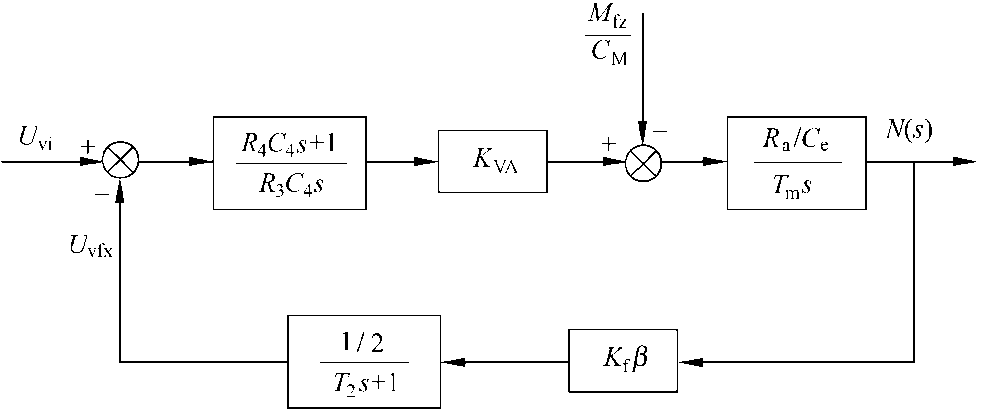 M_fz
C_M
U_vi
+
−
R_4C_4s+1
R_3C_4s
K_VA
+
−
R_a/C_e
T_ms
N(s)
U_vfx
1/2
T_2s+1
K_fβ